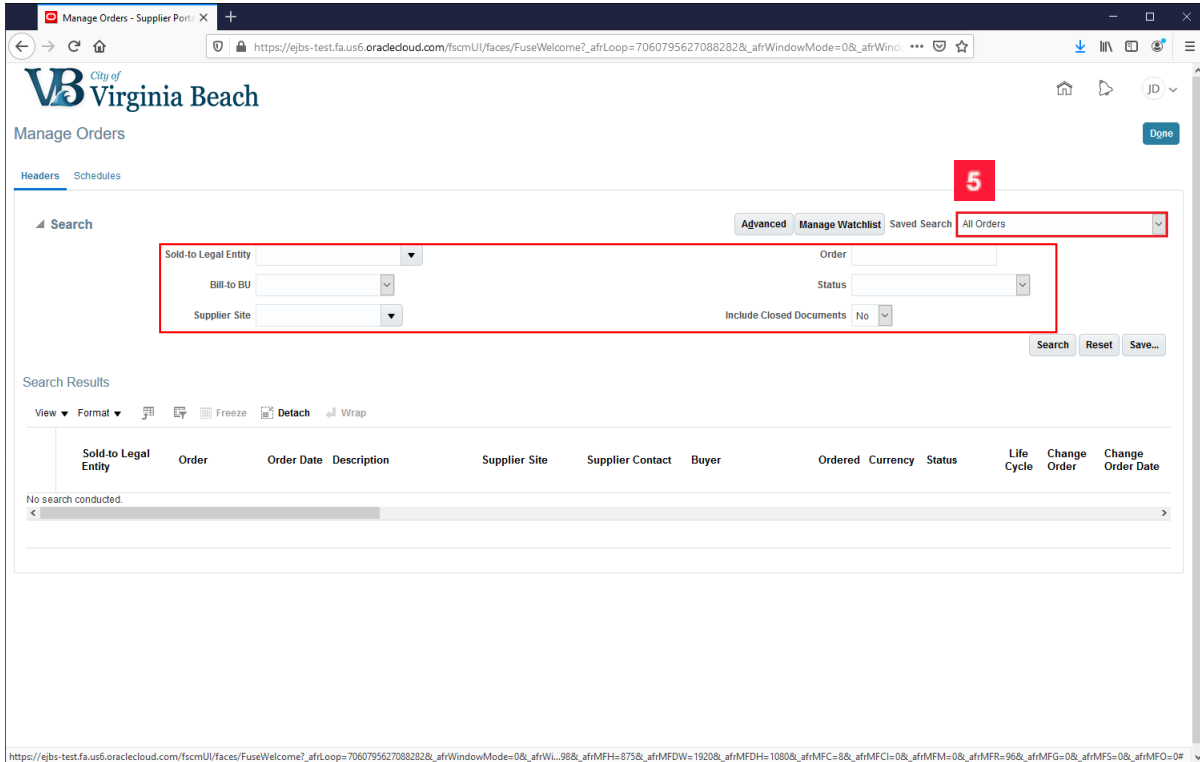 Manage Orders - Supplier Porta
https://ejbs-test.fa.us6.oraclecloud.com/fscmUI/faces/FuseWelcome?_afrLoop=7060795627088282&_afrWindowMode=0&_afrWind
VB City of Virginia Beach
JD
Manage Orders
Done
Headers Schedules
5
Search
Advanced Manage Watchlist Saved Search All Orders
Sold-to Legal Entity Order
Bill-to BU Status
Supplier Site Include Closed Documents No
Search Reset Save...
Search Results
View Format Freeze Detach Wrap
Sold-to Legal Entity Order Order Date Description Supplier Site Supplier Contact Buyer Ordered Currency Status Life Cycle Change Order Change Order Date
No search conducted.
https://ejbs-test.fa.us6.oraclecloud.com/fscmUI/faces/FuseWelcome?_afrLoop=7060795627088282&_afrWindowMode=0&_afrWi...98&_afrMFH=875&_afrMFDW=1920&_afrMFDH=1080&_afrMFC=8&_afrMFCI=0&_afrMFM=0&_afrMFR=96&_afrMFG=0&_afrMFS=0&_afrMFO=0#